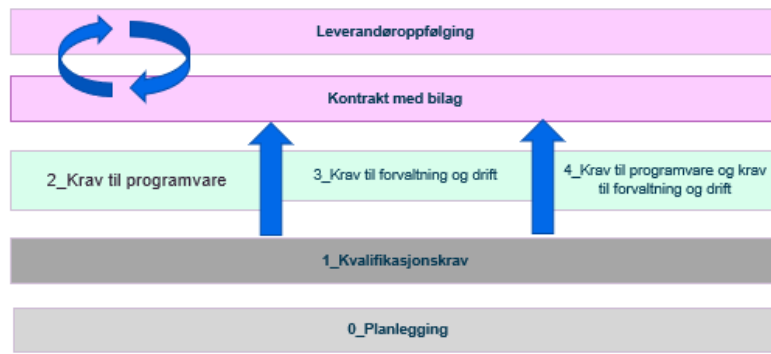 Leverandøroppfølging
Kontrakt med bilag
2_Krav til programvare
3_Krav til forvaltning og drift
4_Krav til programvare og krav
til forvaltning og drift
1_Kvalifikasjonskrav
0_Planlegging